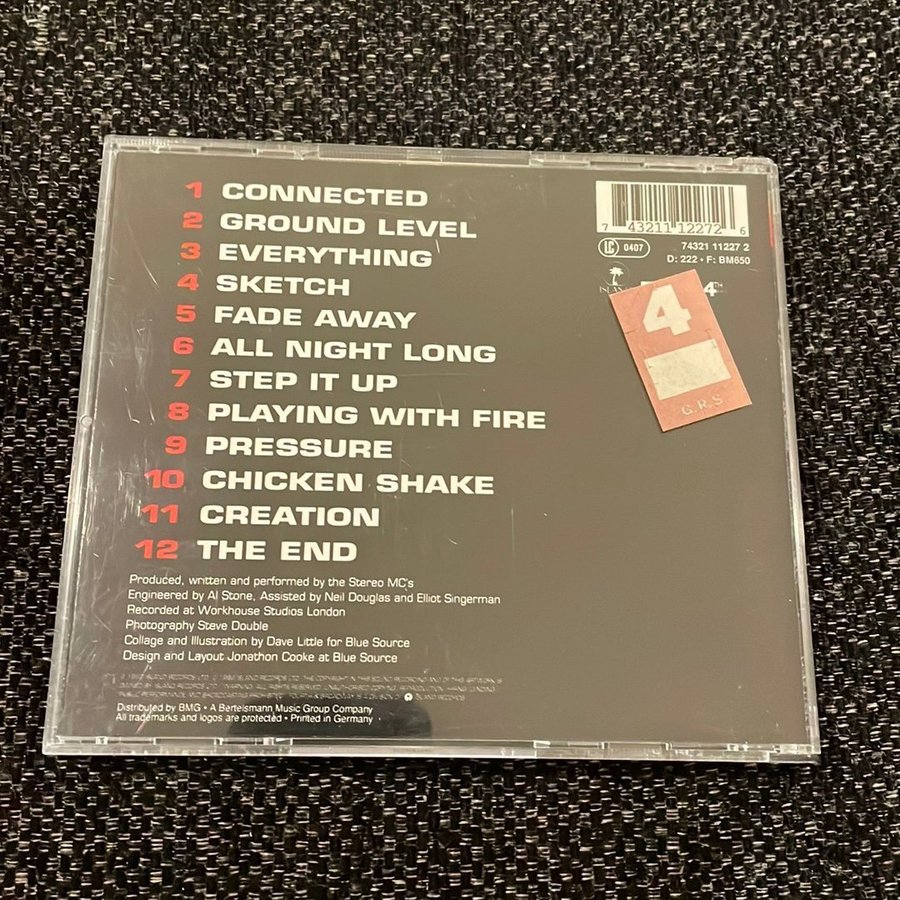 1 CONNECTED
2 GROUND LEVEL
3 EVERYTHING
4 SKETCH
5 FADE AWAY
6 ALL NIGHT LONG
7 STEP IT UP
8 PLAYING WITH FIRE
9 PRESSURE
10 CHICKEN SHAKE
11 CREATION
12 THE END
7 43211 12272 6
LC 0407
74321 11227 2
D: 222 • F: BM650
4
4
G.R.S
Produced, written and performed by the Stereo MC's
Engineered by Al Stone, Assisted by Neil Douglas and Elliot Singerman
Recorded at Workhouse Studios London
Photography Steve Double
Collage and Illustration by Dave Little for Blue Source
Design and Layout Jonathon Cooke at Blue Source
Distributed by BMG • A Bertelsmann Music Group Company
All trademarks and logos are protected • Printed in Germany